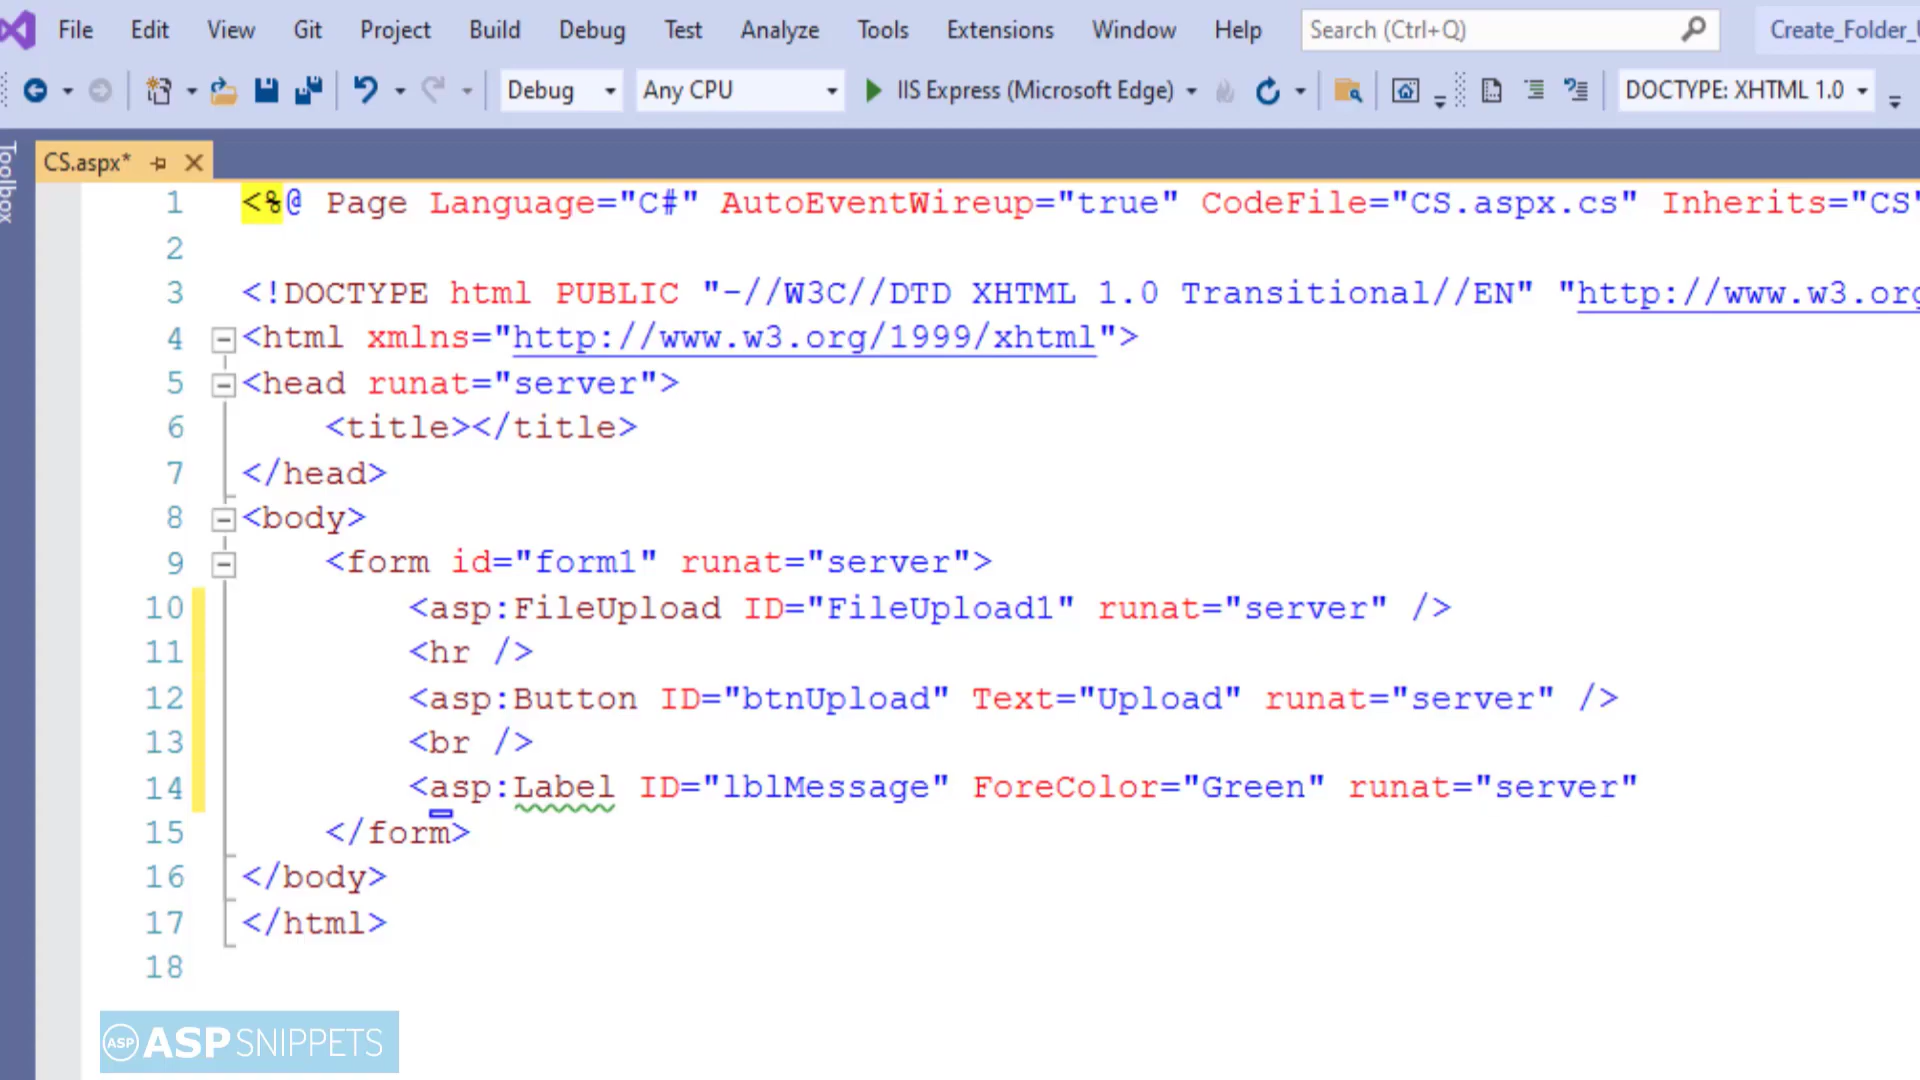 File Edit View Git Project Build Debug Test Analyze Tools Extensions Window Help Search (Ctrl+Q) Create_Folder_
Debug Any CPU IIS Express (Microsoft Edge) DOCTYPE: XHTML 1.0
Toolbox
CS.aspx*
1 <%@ Page Language="C#" AutoEventWireup="true" CodeFile="CS.aspx.cs" Inherits="CS"
2
3 <!DOCTYPE html PUBLIC "-//W3C//DTD XHTML 1.0 Transitional//EN" "http://www.w3.org
4 <html xmlns="http://www.w3.org/1999/xhtml">
5 <head runat="server">
6 <title></title>
7 </head>
8 <body>
9 <form id="form1" runat="server">
10 <asp:FileUpload ID="FileUpload1" runat="server" />
11 <hr />
12 <asp:Button ID="btnUpload" Text="Upload" runat="server" />
13 <br />
14 <asp:Label ID="lblMessage" ForeColor="Green" runat="server"
15 </form>
16 </body>
17 </html>
18
ASP ASPSNIPPETS